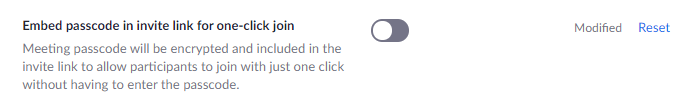 Embed passcode in invite link for one-click join
Modified Reset
Meeting passcode will be encrypted and included in the
invite link to allow participants to join with just one click
without having to enter the passcode.